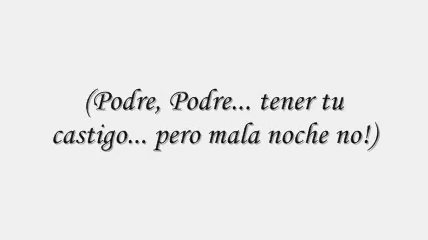 (Podre, Podre... tener tu
castigo... pero mala noche no!)